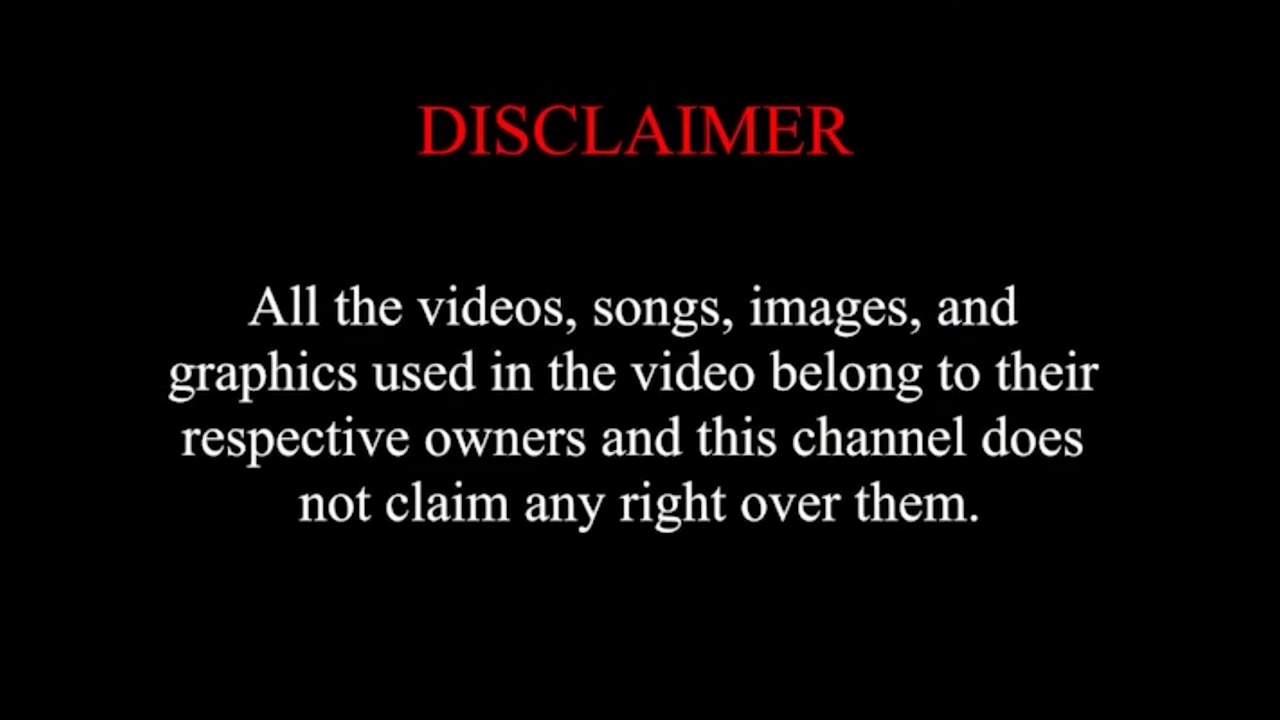 DISCLAIMER
All the videos, songs, images, and
graphics used in the video belong to their
respective owners and this channel does
not claim any right over them.